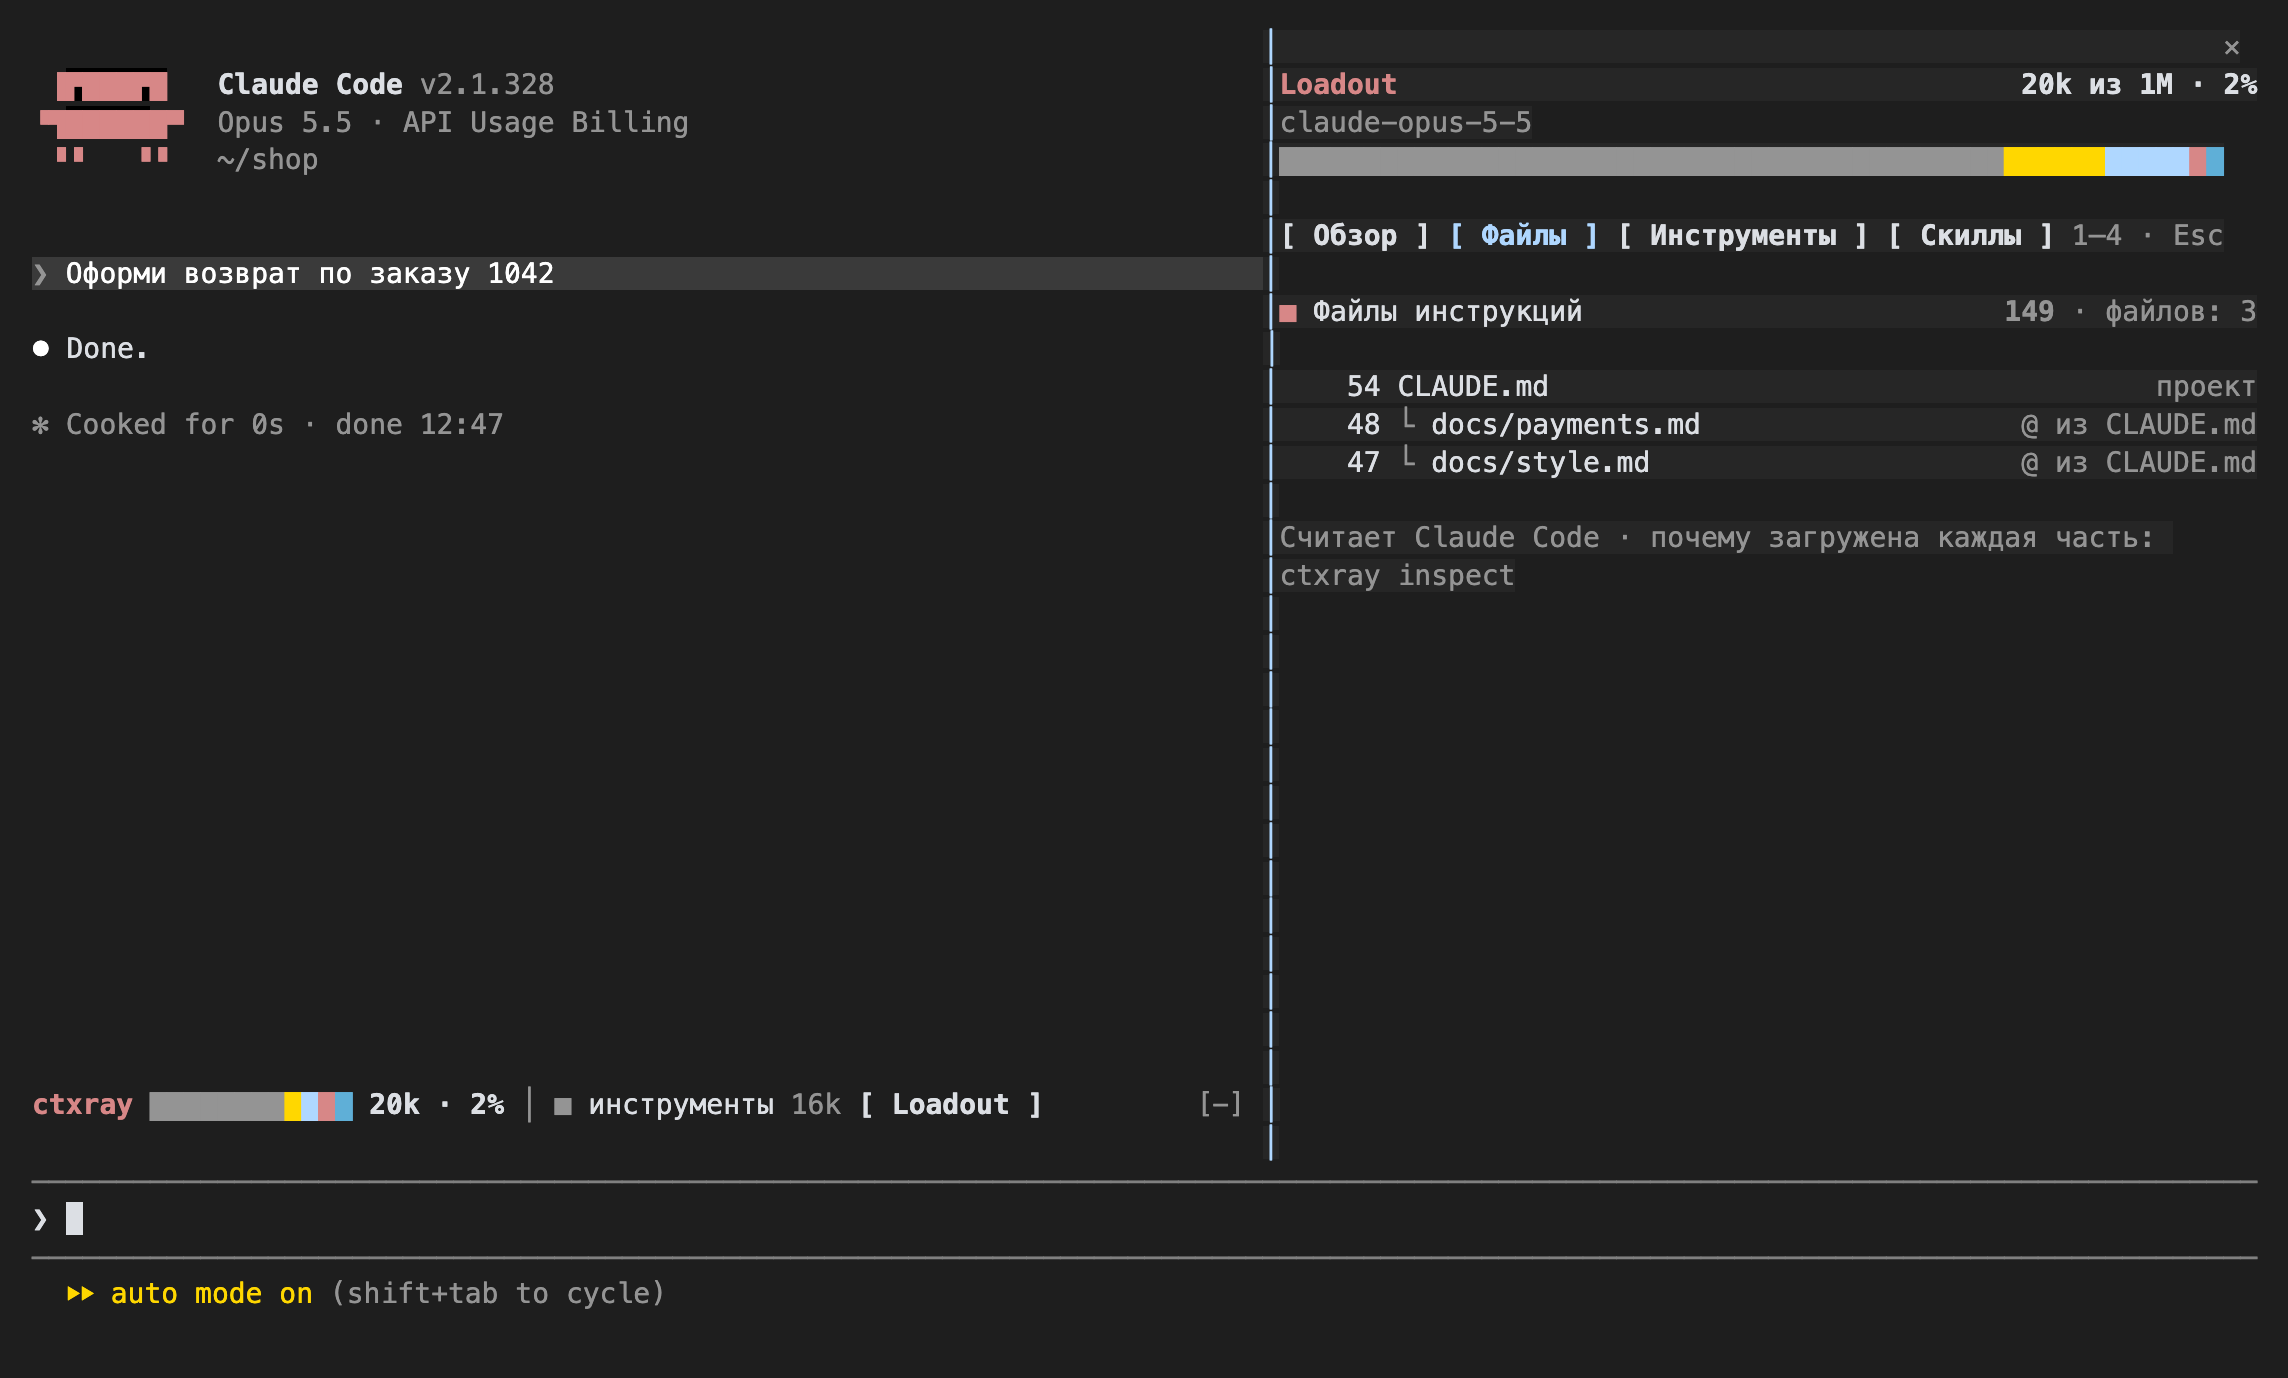 Claude Code v2.1.328
Opus 5.5 · API Usage Billing
~/shop
❯ Оформи возврат по заказу 1042
● Done.
✻ Cooked for 0s · done 12:47
ctxray 20k · 2% │ ■ инструменты 16k [ Loadout ] [–]
×
Loadout 20k из 1M · 2%
claude-opus-5-5
[ Обзор ] [ Файлы ] [ Инструменты ] [ Скиллы ] 1–4 · Esc
■ Файлы инструкций 149 · файлов: 3
54 CLAUDE.md проект
48 └ docs/payments.md @ из CLAUDE.md
47 └ docs/style.md @ из CLAUDE.md
Считает Claude Code · почему загружена каждая часть:
ctxray inspect
❯
⏵⏵ auto mode on (shift+tab to cycle)